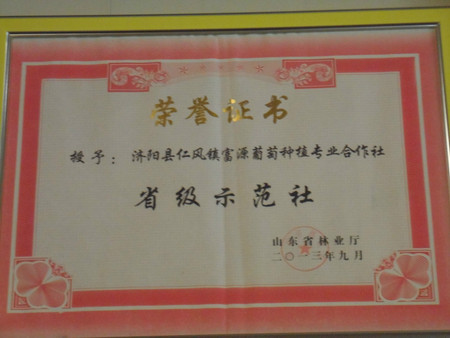 荣誉证书
授予：济阳县仁风镇富源葡萄种植专业合作社
省级示范社
山东省林业厅
二〇一三年九月